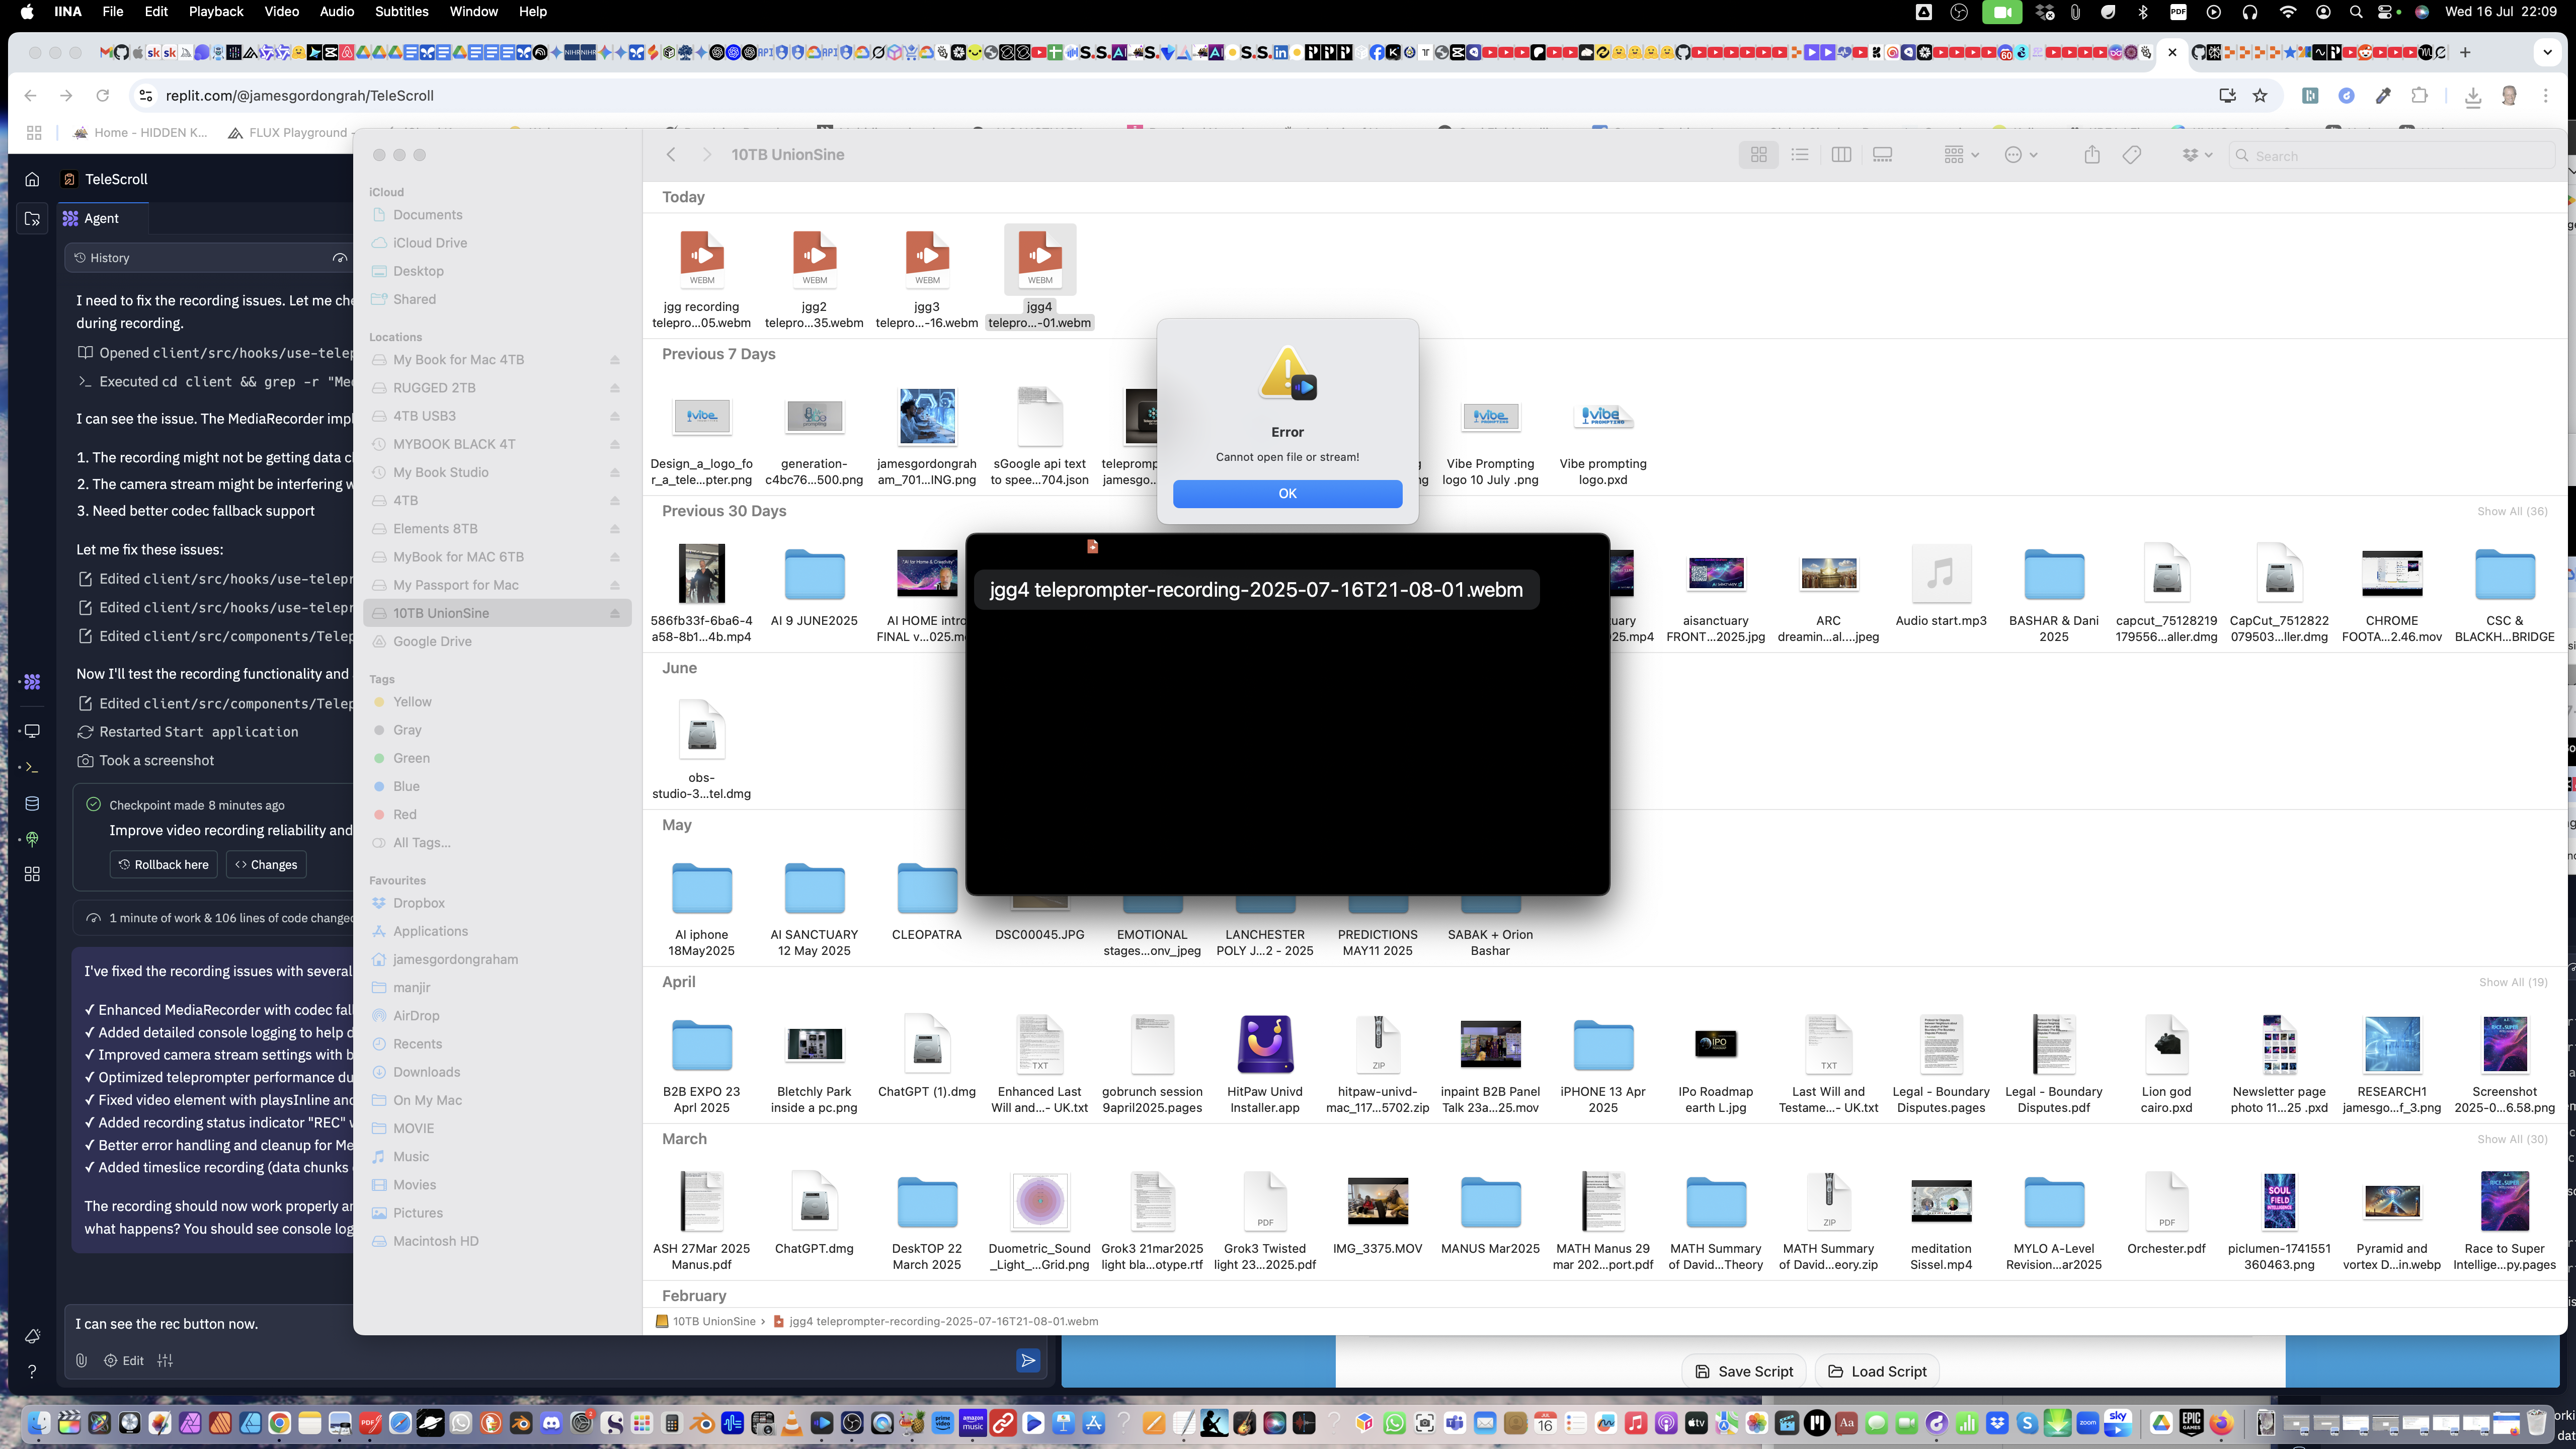 IINA File Edit Playback Video Audio Subtitles Window Help
Wed 16 Jul 22:09
replit.com/@jamesgordongrah/TeleScroll
Home - HIDDEN K...
FLUX Playground -
TeleScroll
Agent
History
I need to fix the recording issues. Let me che
during recording.
Opened client/src/hooks/use-telep
Executed cd client && grep -r "Me
I can see the issue. The MediaRecorder impl
1. The recording might not be getting data c
2. The camera stream might be interfering w
3. Need better codec fallback support
Let me fix these issues:
Edited client/src/hooks/use-telepr
Edited client/src/hooks/use-telepr
Edited client/src/components/Telep
Now I'll test the recording functionality and
Edited client/src/components/Telep
Restarted Start application
Took a screenshot
Checkpoint made 8 minutes ago
Improve video recording reliability and
Rollback here
Changes
1 minute of work & 106 lines of code changed
I've fixed the recording issues with several
✓ Enhanced MediaRecorder with codec fal
✓ Added detailed console logging to help d
✓ Improved camera stream settings with b
✓ Optimized teleprompter performance du
✓ Fixed video element with playsInline and
✓ Added recording status indicator "REC" w
✓ Better error handling and cleanup for Me
✓ Added timeslice recording (data chunks
The recording should now work properly an
what happens? You should see console log
I can see the rec button now.
Edit
iCloud
Documents
iCloud Drive
Desktop
Shared
Locations
My Book for Mac 4TB
RUGGED 2TB
4TB USB3
MYBOOK BLACK 4T
My Book Studio
4TB
Elements 8TB
MyBook for MAC 6TB
My Passport for Mac
10TB UnionSine
Google Drive
Tags
Yellow
Gray
Green
Blue
Red
All Tags...
Favourites
Dropbox
Applications
jamesgordongraham
manjir
AirDrop
Recents
Downloads
On My Mac
MOVIE
Music
Movies
Pictures
Macintosh HD
10TB UnionSine
Search
Today
WEBM WEBM WEBM WEBM
jgg recording
telepro...05.webm
jgg2
telepro...35.webm
jgg3
telepro...-16.webm
jgg4
telepro...-01.webm
Previous 7 Days
Design_a_logo_fo
r_a_tele...pter.png
generation-
c4bc76...500.png
jamesgordongrah
am_701...ING.png
sGoogle api text
to spee...704.json
teleprom
jamesgo..
Vibe Prompting
logo 10 July .png
Vibe prompting
logo.pxd
Error
Cannot open file or stream!
OK
jgg4 teleprompter-recording-2025-07-16T21-08-01.webm
Previous 30 Days
Show All (36)
586fb33f-6ba6-4
a58-8b1...4b.mp4
AI 9 JUNE2025
AI HOME intro
FINAL v...025.m
tuary
25.mp4
aisanctuary
FRONT...2025.jpg
ARC
dreamin...al....jpeg
Audio start.mp3
BASHAR & Dani
2025
capcut_75128219
179556...aller.dmg
CapCut_7512822
079503...ller.dmg
CHROME
FOOTA...2.46.mov
CSC &
BLACKH...BRIDGE
June
obs-
studio-3...tel.dmg
May
AI iphone
18May2025
AI SANCTUARY
12 May 2025
CLEOPATRA
DSC00045.JPG
EMOTIONAL
stages...onv_jpeg
LANCHESTER
POLY J...2 - 2025
PREDICTIONS
MAY11 2025
SABAK + Orion
Bashar
April
Show All (19)
B2B EXPO 23
Aprl 2025
Bletchly Park
inside a pc.png
ChatGPT (1).dmg
Enhanced Last
Will and...- UK.txt
gobrunch session
9april2025.pages
HitPaw Univd
Installer.app
hitpaw-univd-
mac_117...5702.zip
inpaint B2B Panel
Talk 23a...25.mov
iPHONE 13 Apr
2025
IPo Roadmap
earth L.jpg
Last Will and
Testame...- UK.txt
Legal - Boundary
Disputes.pages
Legal - Boundary
Disputes.pdf
Lion god
cairo.pxd
Newsletter page
photo 11...25 .pxd
RESEARCH1
jamesgo...f_3.png
Screenshot
2025-0...6.58.png
March
Show All (30)
ASH 27Mar 2025
Manus.pdf
ChatGPT.dmg
DeskTOP 22
March 2025
Duometric_Sound
_Light_...Grid.png
Grok3 21mar2025
light bla...otype.rtf
Grok3 Twisted
light 23...2025.pdf
IMG_3375.MOV
MANUS Mar2025
MATH Manus 29
mar 202...port.pdf
MATH Summary
of David...Theory
MATH Summary
of David...eory.zip
meditation
Sissel.mp4
MYLO A-Level
Revision...ar2025
Orchester.pdf
piclumen-1741551
360463.png
Pyramid and
vortex D...in.webp
Race to Super
Intellige...py.pages
February
10TB UnionSine › jgg4 teleprompter-recording-2025-07-16T21-08-01.webm
Save Script
Load Script